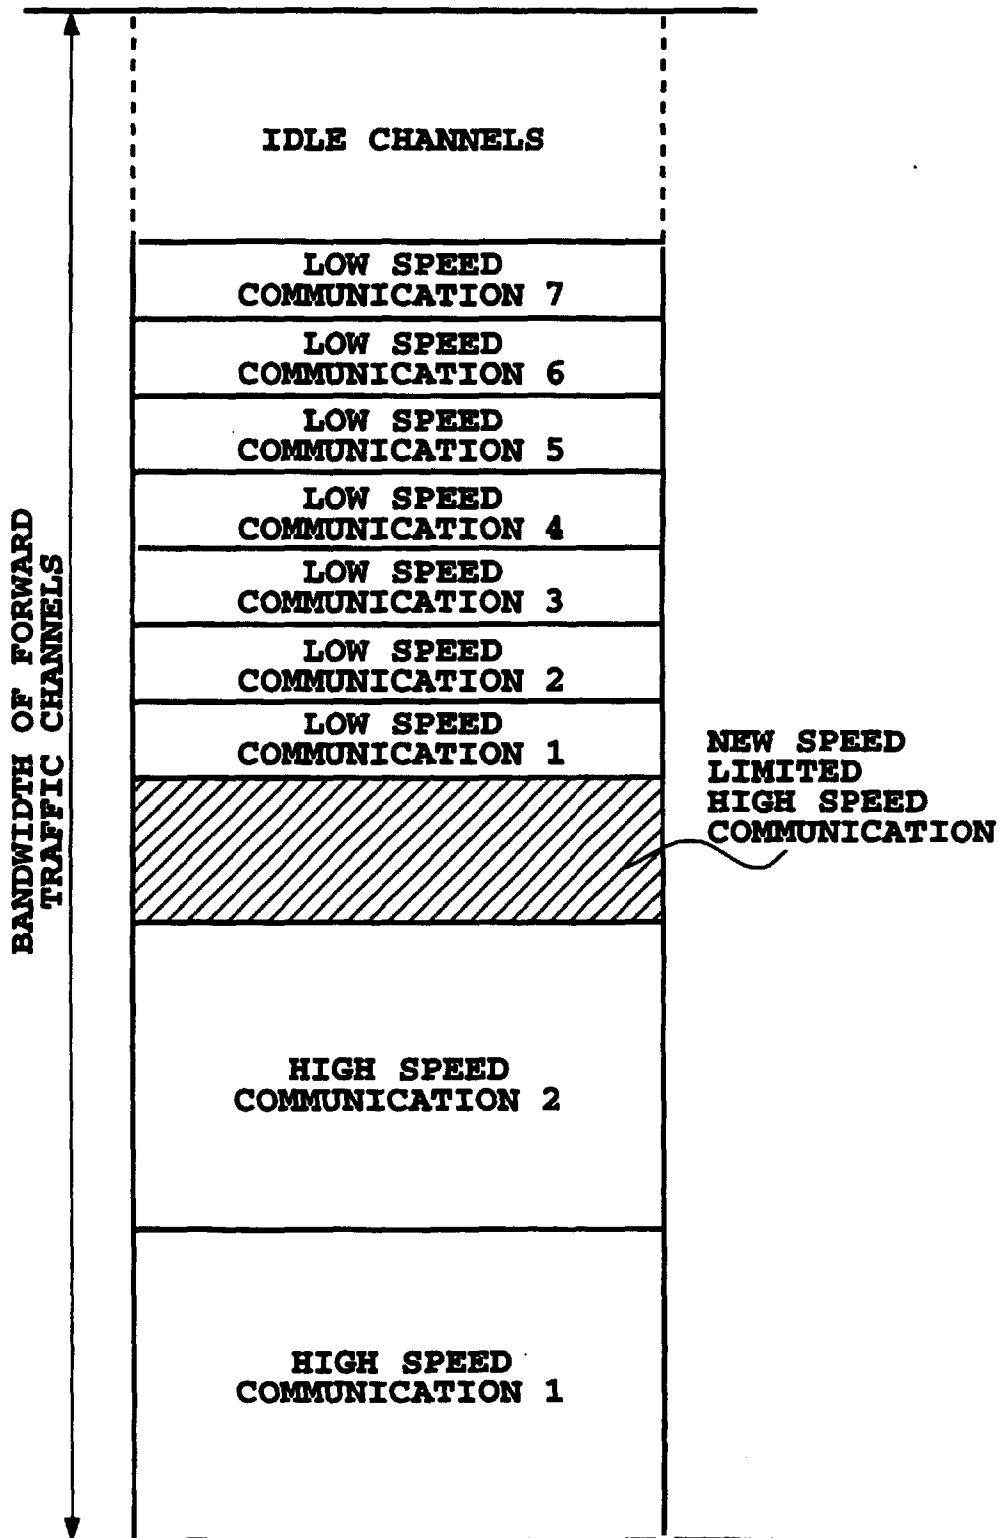 IDLE CHANNELS
LOW SPEED
COMMUNICATION 7
LOW SPEED
COMMUNICATION 6
LOW SPEED
COMMUNICATION 5
LOW SPEED
COMMUNICATION 4
LOW SPEED
COMMUNICATION 3
LOW SPEED
COMMUNICATION 2
LOW SPEED
COMMUNICATION 1
NEW SPEED
LIMITED
HIGH SPEED
COMMUNICATION
HIGH SPEED
COMMUNICATION 2
HIGH SPEED
COMMUNICATION 1
BANDWIDTH OF FORWARD
TRAFFIC CHANNELS